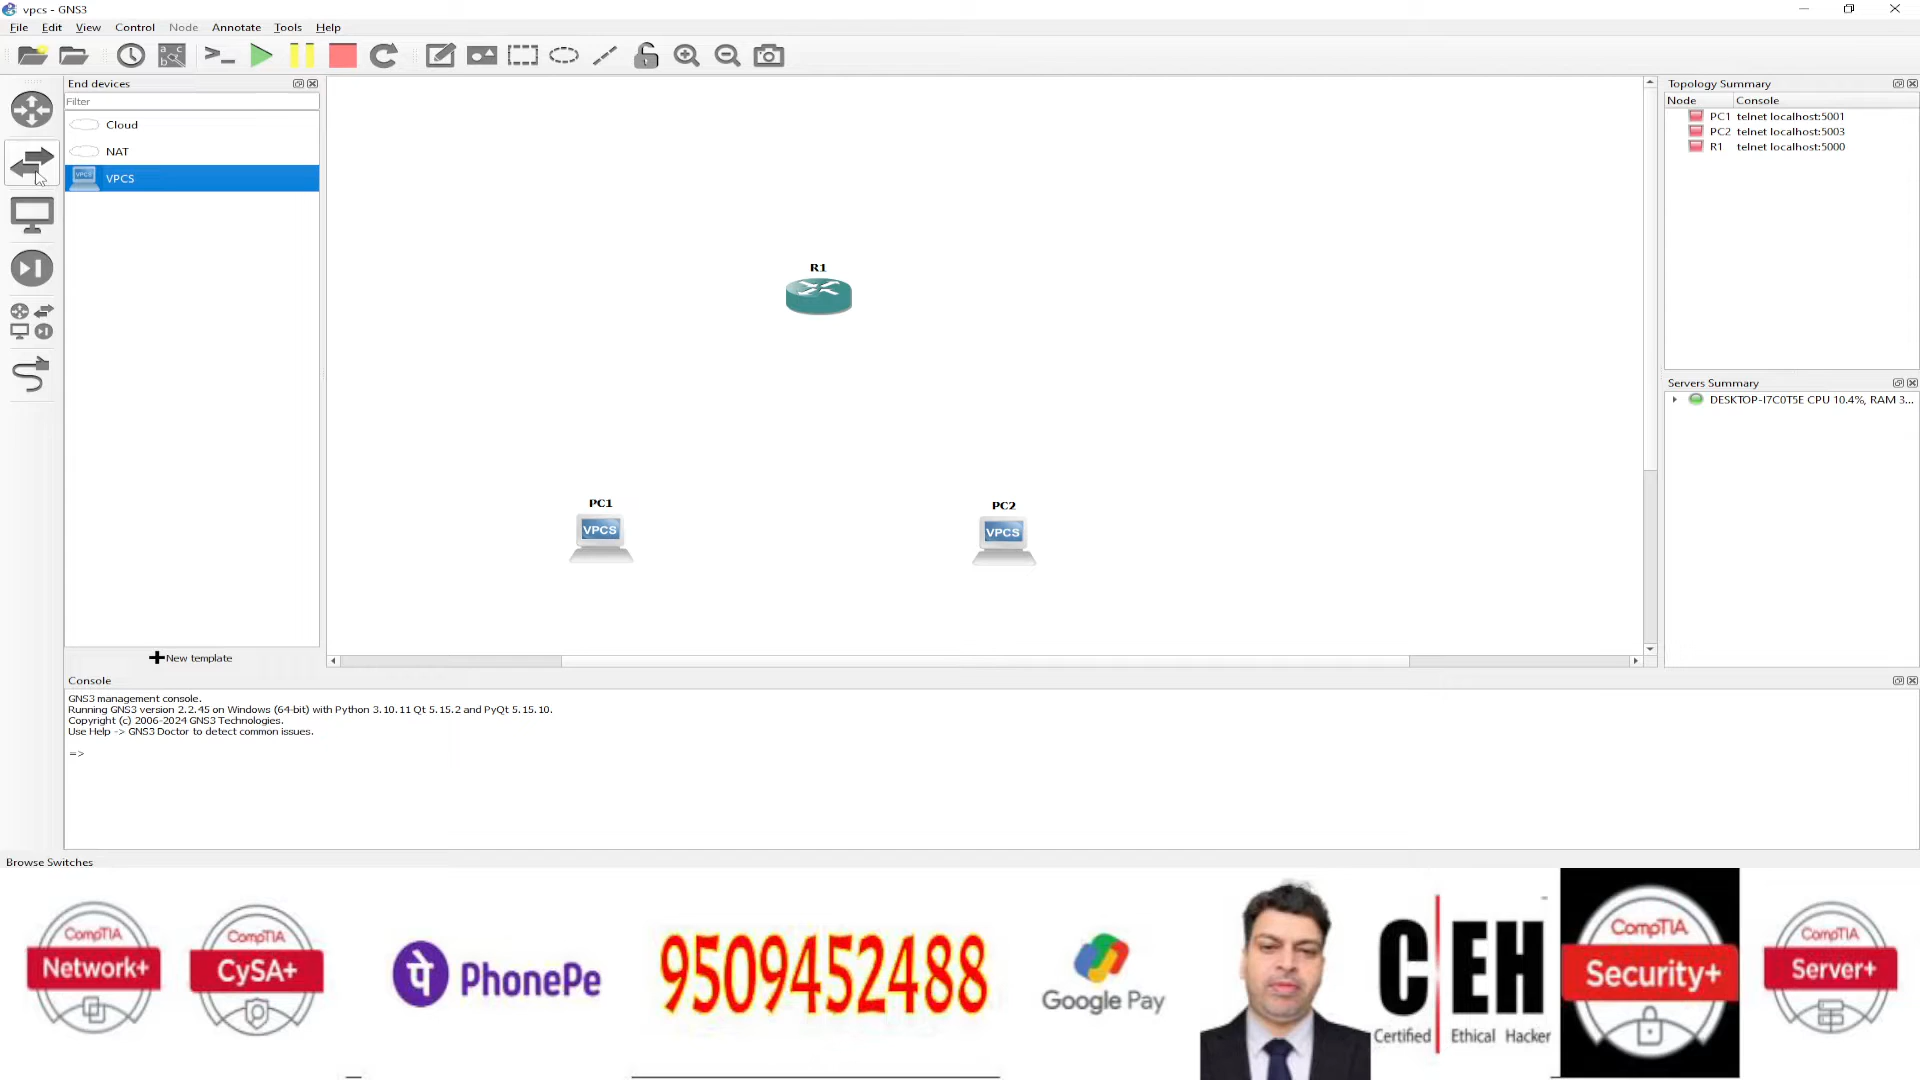 vpcs - GNS3
File Edit View Control Node Annotate Tools Help
End devices
Filter
Cloud
NAT
VPCS
VPCS
New template
R1
PC1
VPCS
PC2
VPCS
Topology Summary
Node Console
PC1 telnet localhost:5001
PC2 telnet localhost:5003
R1 telnet localhost:5000
Servers Summary
DESKTOP-I7C0T5E CPU 10.4%, RAM 3...
Console
GNS3 management console.
Running GNS3 version 2.2.45 on Windows (64-bit) with Python 3.10.11 Qt 5.15.2 and PyQt 5.15.10.
Copyright (c) 2006-2024 GNS3 Technologies.
Use Help -> GNS3 Doctor to detect common issues.
=>
Browse Switches
CompTIA
Network+
CompTIA
CySA+
पे PhonePe
9509452488
Google Pay
C|EH
Certified Ethical Hacker
CompTIA
Security+
CompTIA
Server+